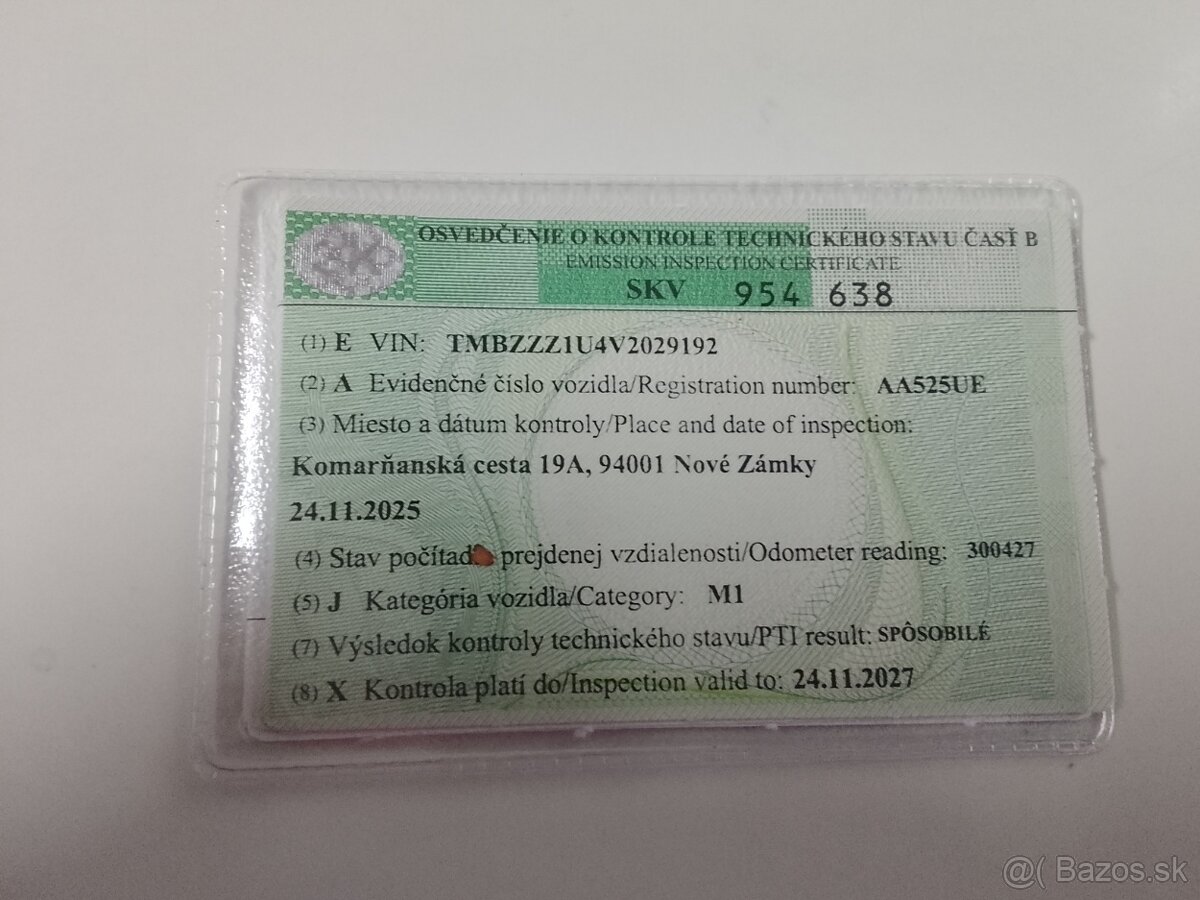 OSVEDČENIE O KONTROLE TECHNICKÉHO STAVU ČASŤ B
EMISSION INSPECTION CERTIFICATE
SK
SKV 954 638
(1) E VIN: TMBZZZ1U4V2029192
(2) A Evidenčné číslo vozidla/Registration number: AA525UE
(3) Miesto a dátum kontroly/Place and date of inspection:
Komarňanská cesta 19A, 94001 Nové Zámky
24.11.2025
(4) Stav počítad prejdenej vzdialenosti/Odometer reading: 300427
(5) J Kategória vozidla/Category: M1
(7) Výsledok kontroly technického stavu/PTI result: SPÔSOBILÉ
(8) X Kontrola platí do/Inspection valid to: 24.11.2027
@( Bazos.sk